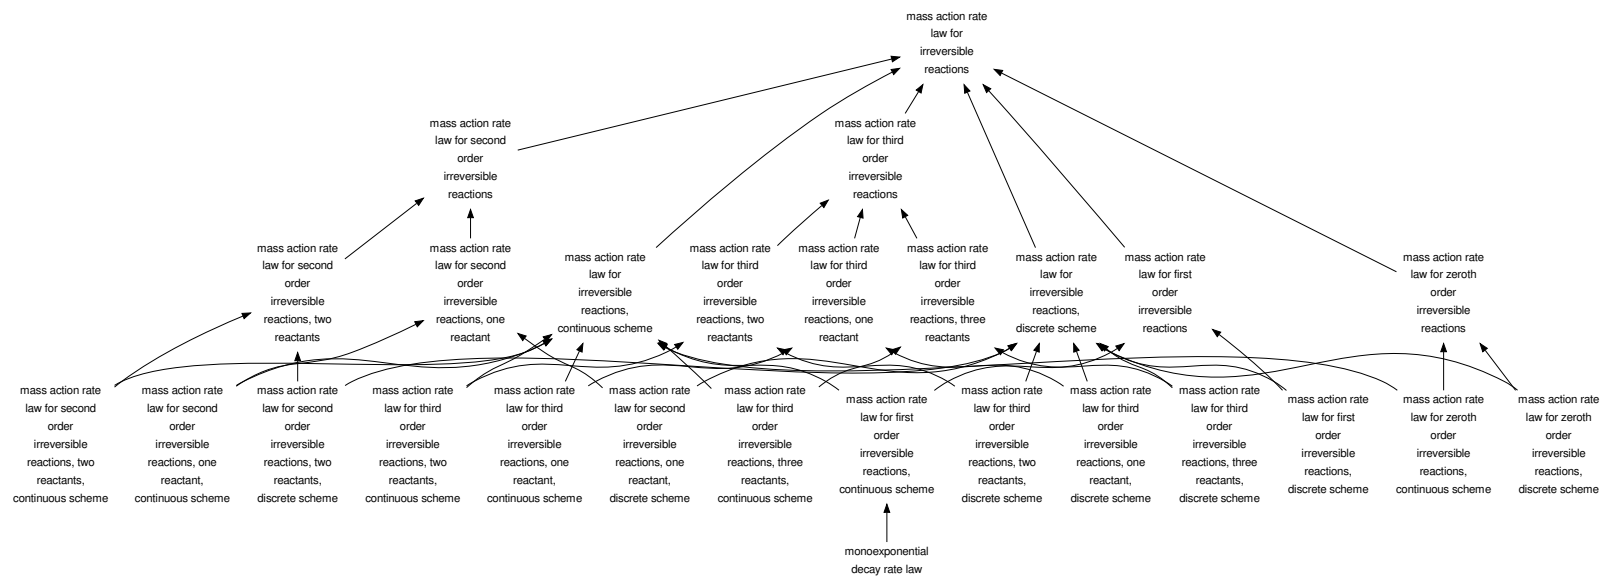 mass action rate
law for
irreversible
reactions
mass action rate
law for second
order
irreversible
reactions
mass action rate
law for third
order
irreversible
reactions
mass action rate
law for second
order
irreversible
reactions, two
reactants
mass action rate
law for second
order
irreversible
reactions, one
reactant
mass action rate
law for
irreversible
reactions,
continuous scheme
mass action rate
law for third
order
irreversible
reactions, two
reactants
mass action rate
law for third
order
irreversible
reactions, one
reactant
mass action rate
law for third
order
irreversible
reactions, three
reactants
mass action rate
law for
irreversible
reactions,
discrete scheme
mass action rate
law for first
order
irreversible
reactions
mass action rate
law for zeroth
order
irreversible
reactions
mass action rate
law for second
order
irreversible
reactions, two
reactants,
continuous scheme
mass action rate
law for second
order
irreversible
reactions, one
reactant,
continuous scheme
mass action rate
law for second
order
irreversible
reactions, two
reactants,
discrete scheme
mass action rate
law for third
order
irreversible
reactions, two
reactants,
continuous scheme
mass action rate
law for third
order
irreversible
reactions, one
reactant,
continuous scheme
mass action rate
law for second
order
irreversible
reactions, one
reactant,
discrete scheme
mass action rate
law for third
order
irreversible
reactions, three
reactants,
continuous scheme
mass action rate
law for first
order
irreversible
reactions,
continuous scheme
mass action rate
law for third
order
irreversible
reactions, two
reactants,
discrete scheme
mass action rate
law for third
order
irreversible
reactions, one
reactant,
discrete scheme
mass action rate
law for third
order
irreversible
reactions, three
reactants,
discrete scheme
mass action rate
law for first
order
irreversible
reactions,
discrete scheme
mass action rate
law for zeroth
order
irreversible
reactions,
continuous scheme
mass action rate
law for zeroth
order
irreversible
reactions,
discrete scheme
monoexponential
decay rate law